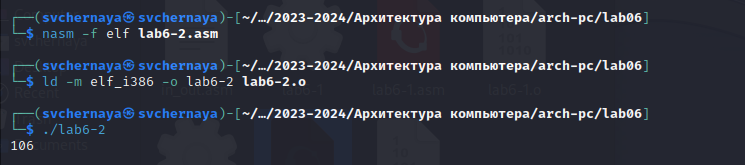 ┌──(svchernaya㉿svchernaya)-[~/…/2023-2024/Архитектура компьютера/arch-pc/lab06]
└─$ nasm -f elf lab6-2.asm
┌──(svchernaya㉿svchernaya)-[~/…/2023-2024/Архитектура компьютера/arch-pc/lab06]
└─$ ld -m elf_i386 -o lab6-2 lab6-2.o
┌──(svchernaya㉿svchernaya)-[~/…/2023-2024/Архитектура компьютера/arch-pc/lab06]
└─$ ./lab6-2
106